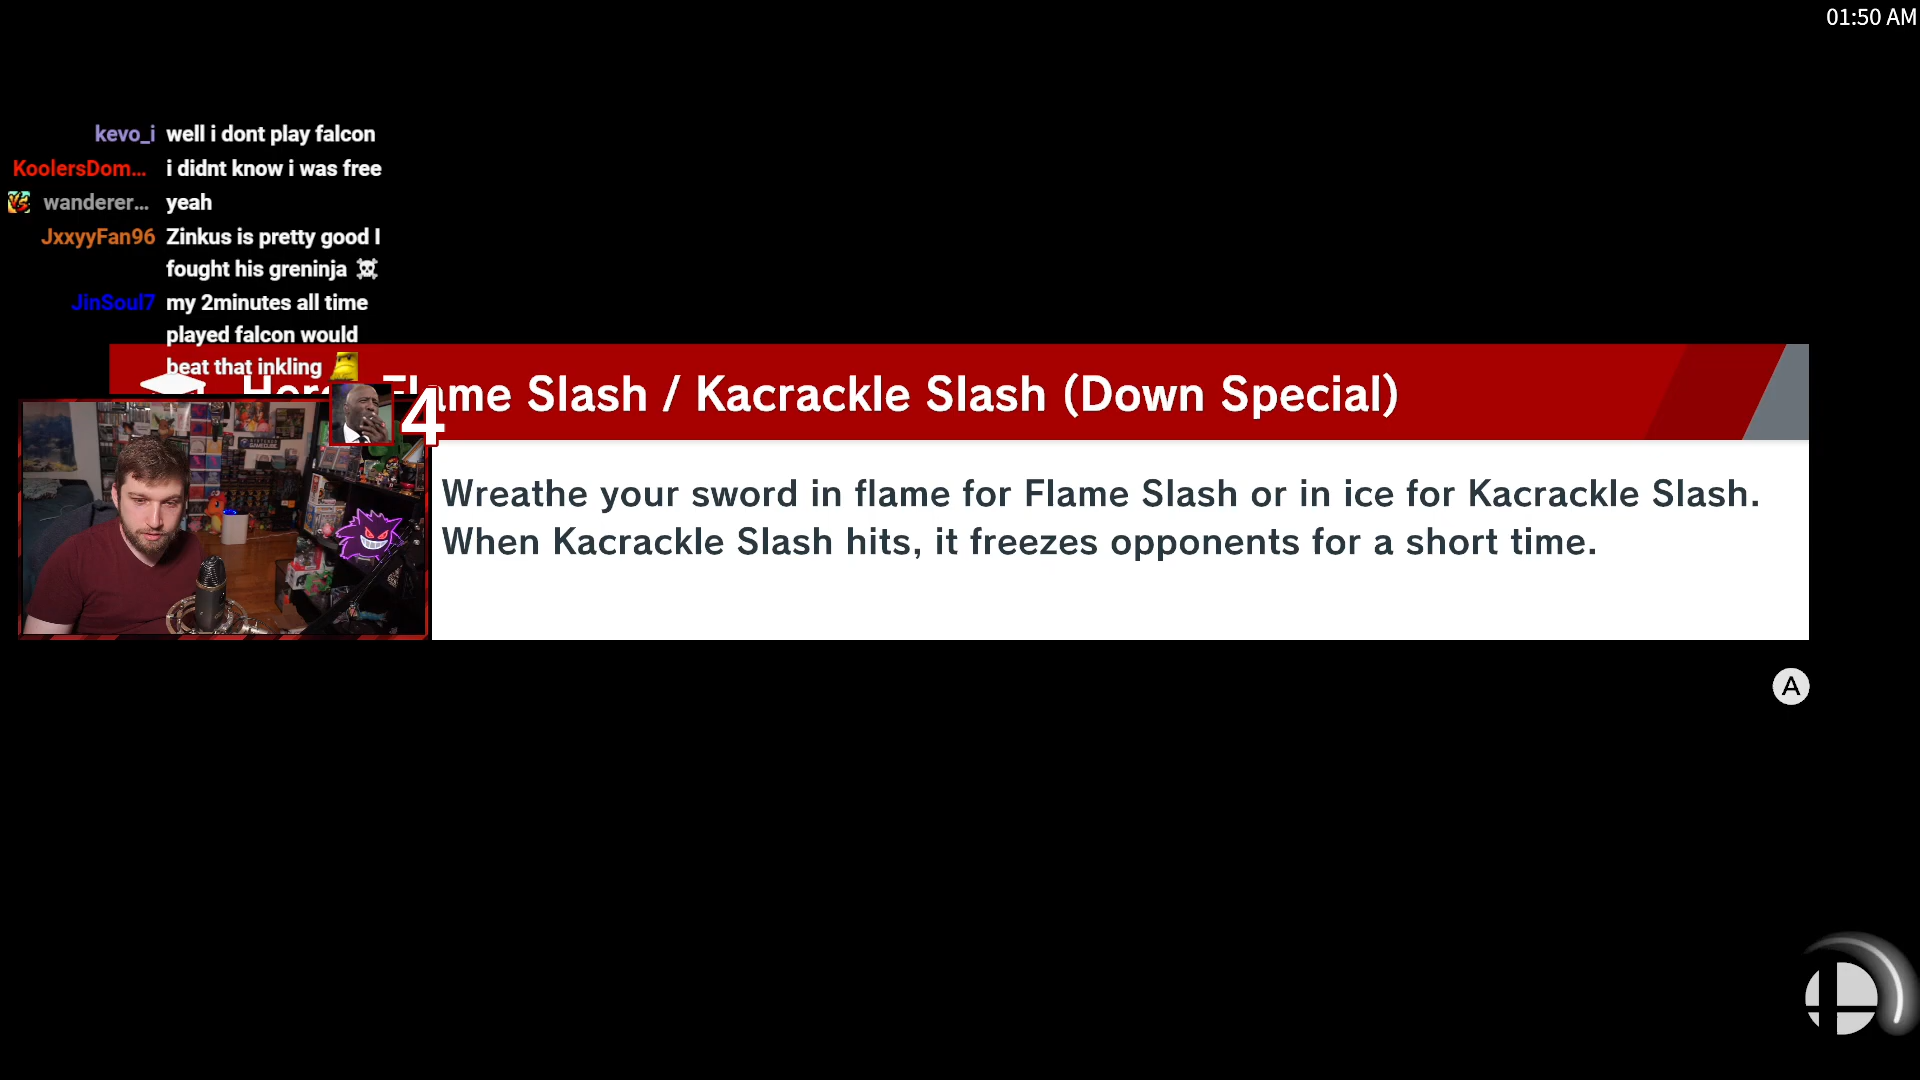 01:50 AM
kevo_i well i dont play falcon
KoolersDom... i didnt know i was free
wanderer... yeah
JxxyyFan96 Zinkus is pretty good I
fought his greninja
JinSoul7 my 2minutes all time
played falcon would
beat that inkling
Flame Slash / Kacrackle Slash (Down Special)
4
Wreathe your sword in flame for Flame Slash or in ice for Kacrackle Slash.
When Kacrackle Slash hits, it freezes opponents for a short time.
A